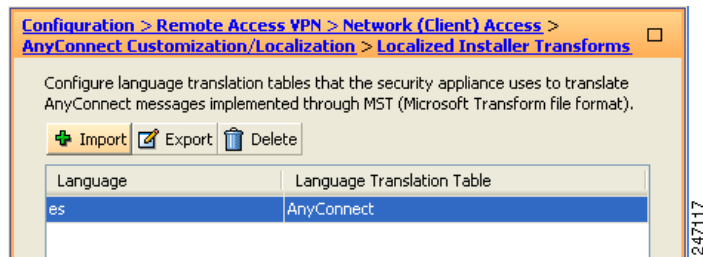 Configuration > Remote Access VPN > Network (Client) Access >
AnyConnect Customization/Localization > Localized Installer Transforms
Configure language translation tables that the security appliance uses to translate
AnyConnect messages implemented through MST (Microsoft Transform file format).
Import Export Delete
Language Language Translation Table
es AnyConnect
247117